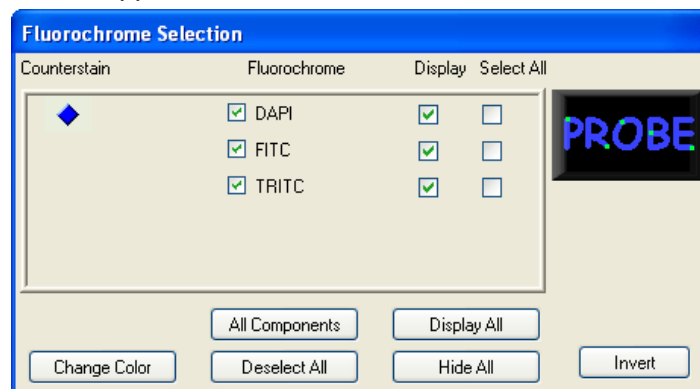 Fluorochrome Selection
Counterstain Fluorochrome Display Select All
DAPI
FITC
TRITC
PROBE
All Components Display All
Change Color Deselect All Hide All Invert